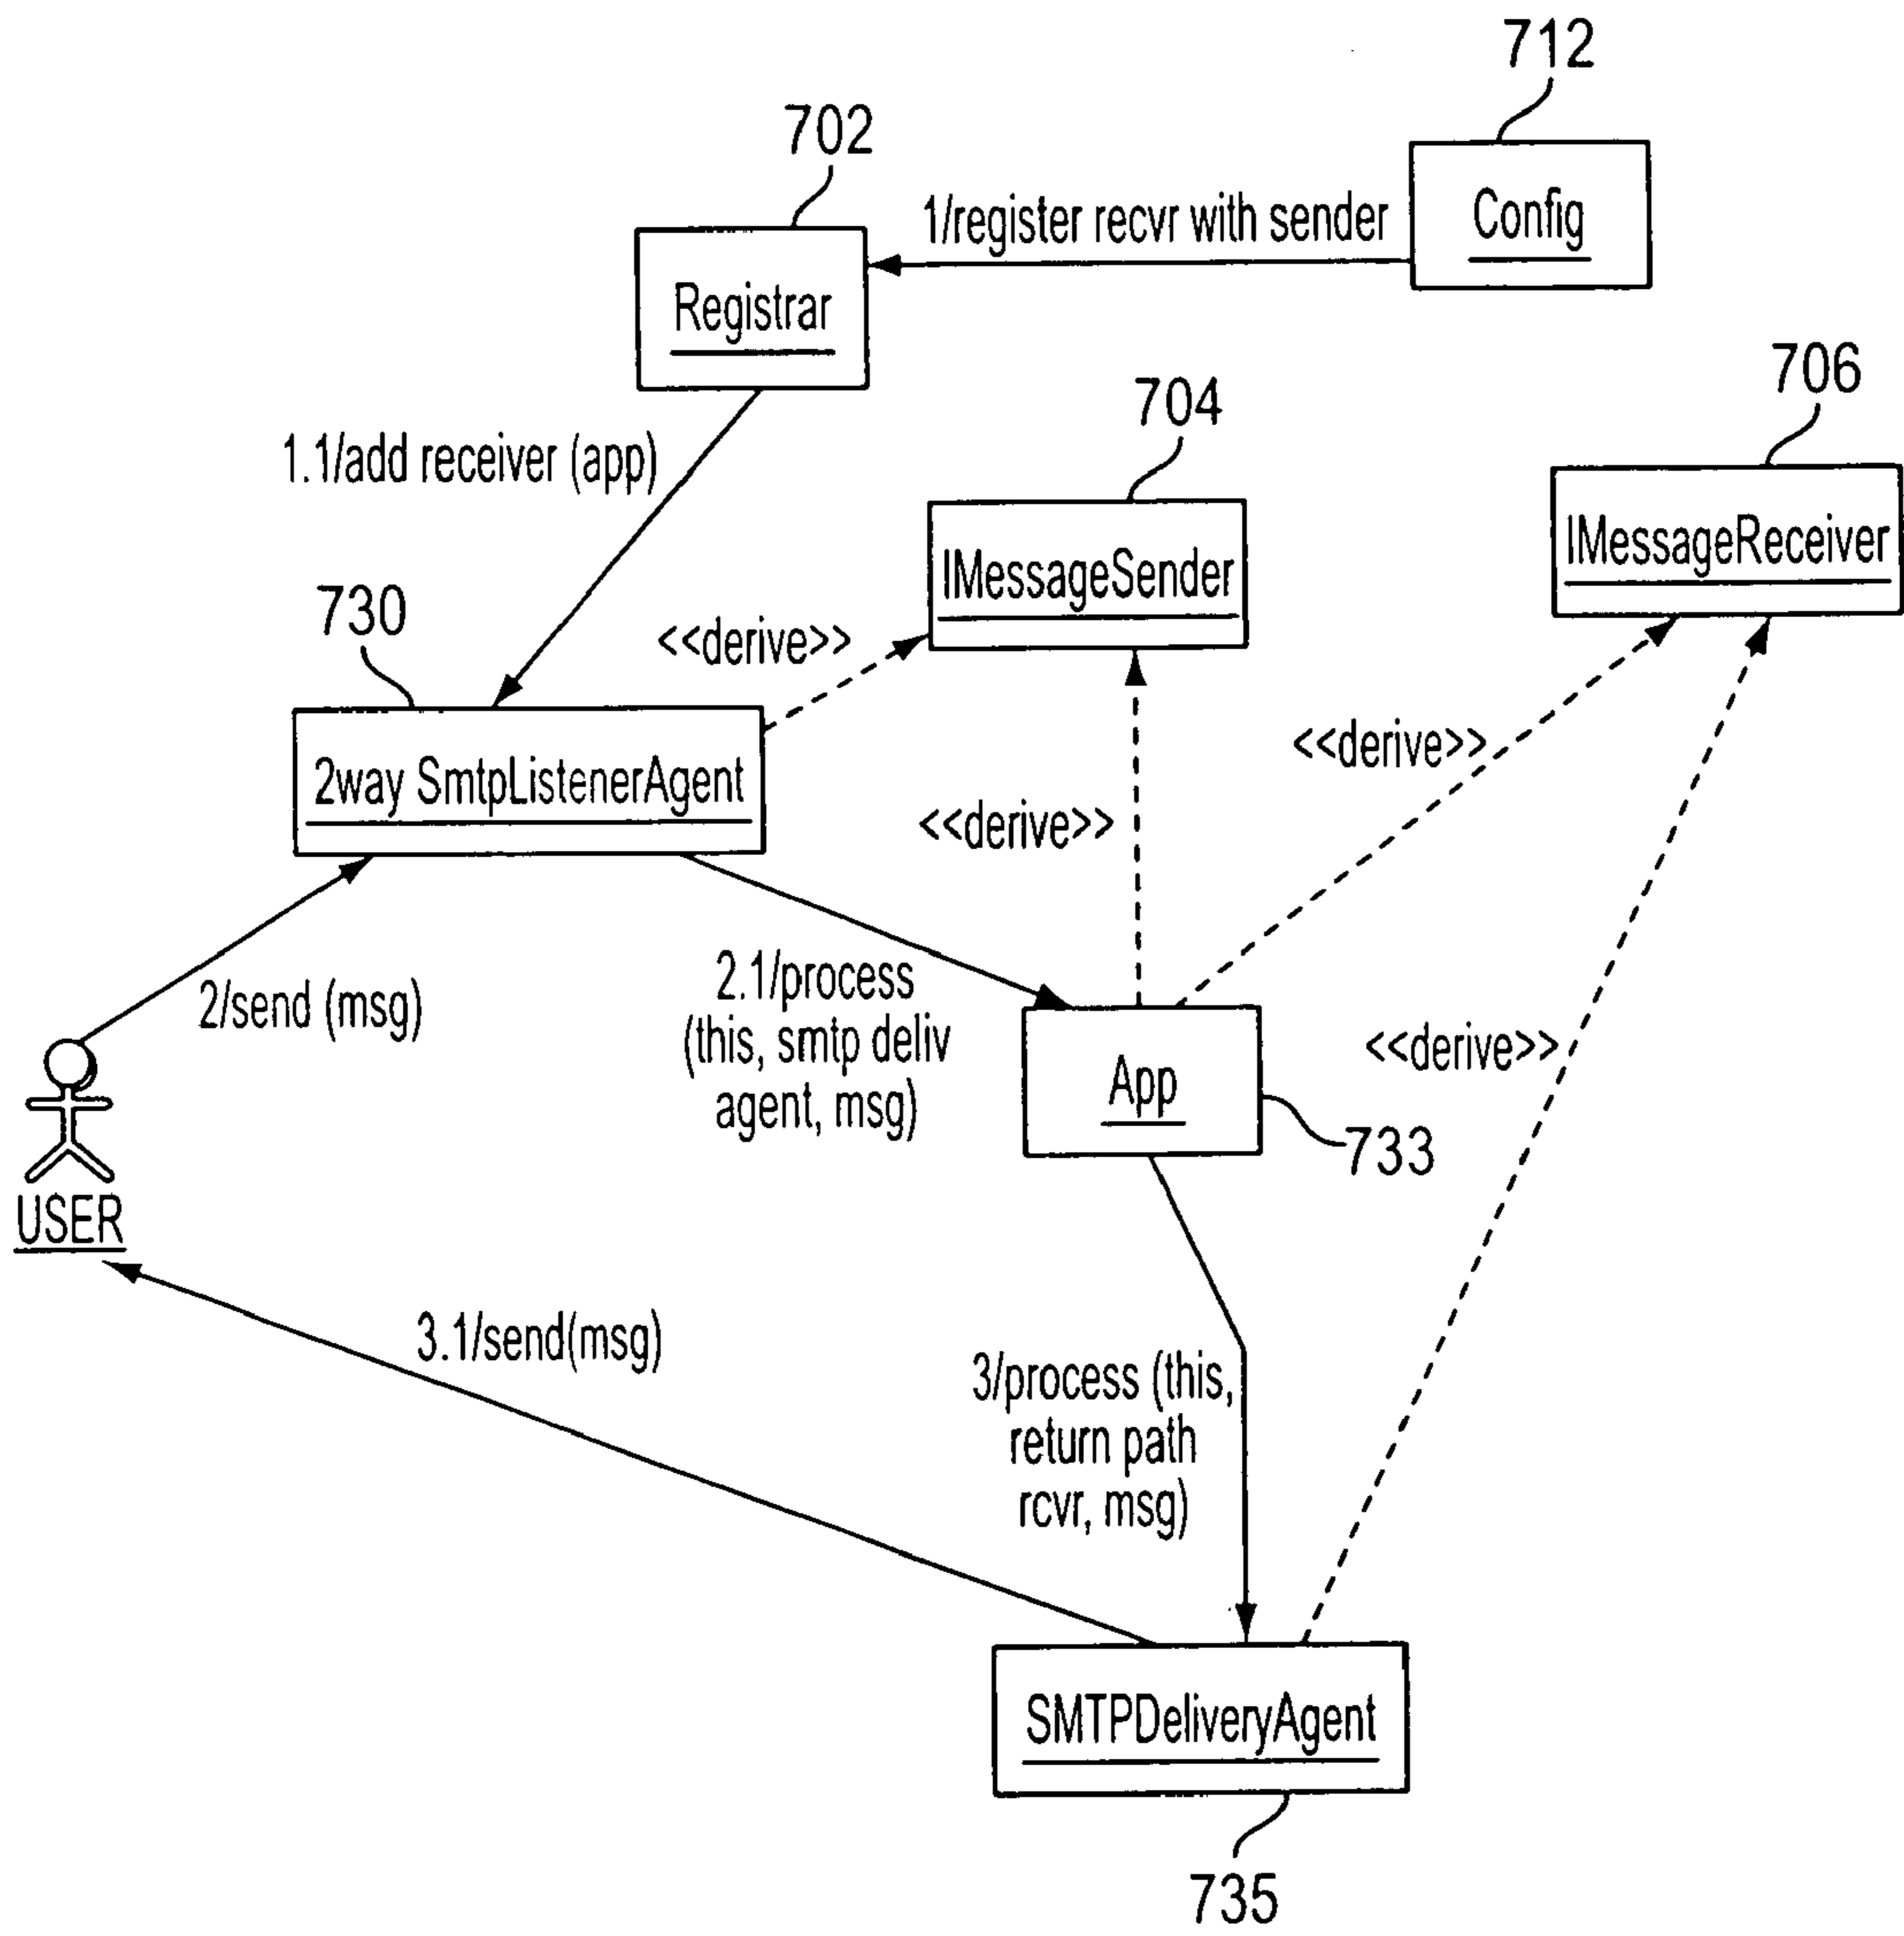 712
702
1/register recvr with sender
Config
Registrar
706
704
1.1/add receiver (app)
IMessageReceiver
IMessageSender
730
<<derive>>
<<derive>>
2way SmtpListenerAgent
<<derive>>
2.1/process
(this, smtp deliv
agent, msg)
2/send (msg)
<<derive>>
App
733
USER
3.1/send(msg)
3/process (this,
return path
rcvr, msg)
SMTPDeliveryAgent
735